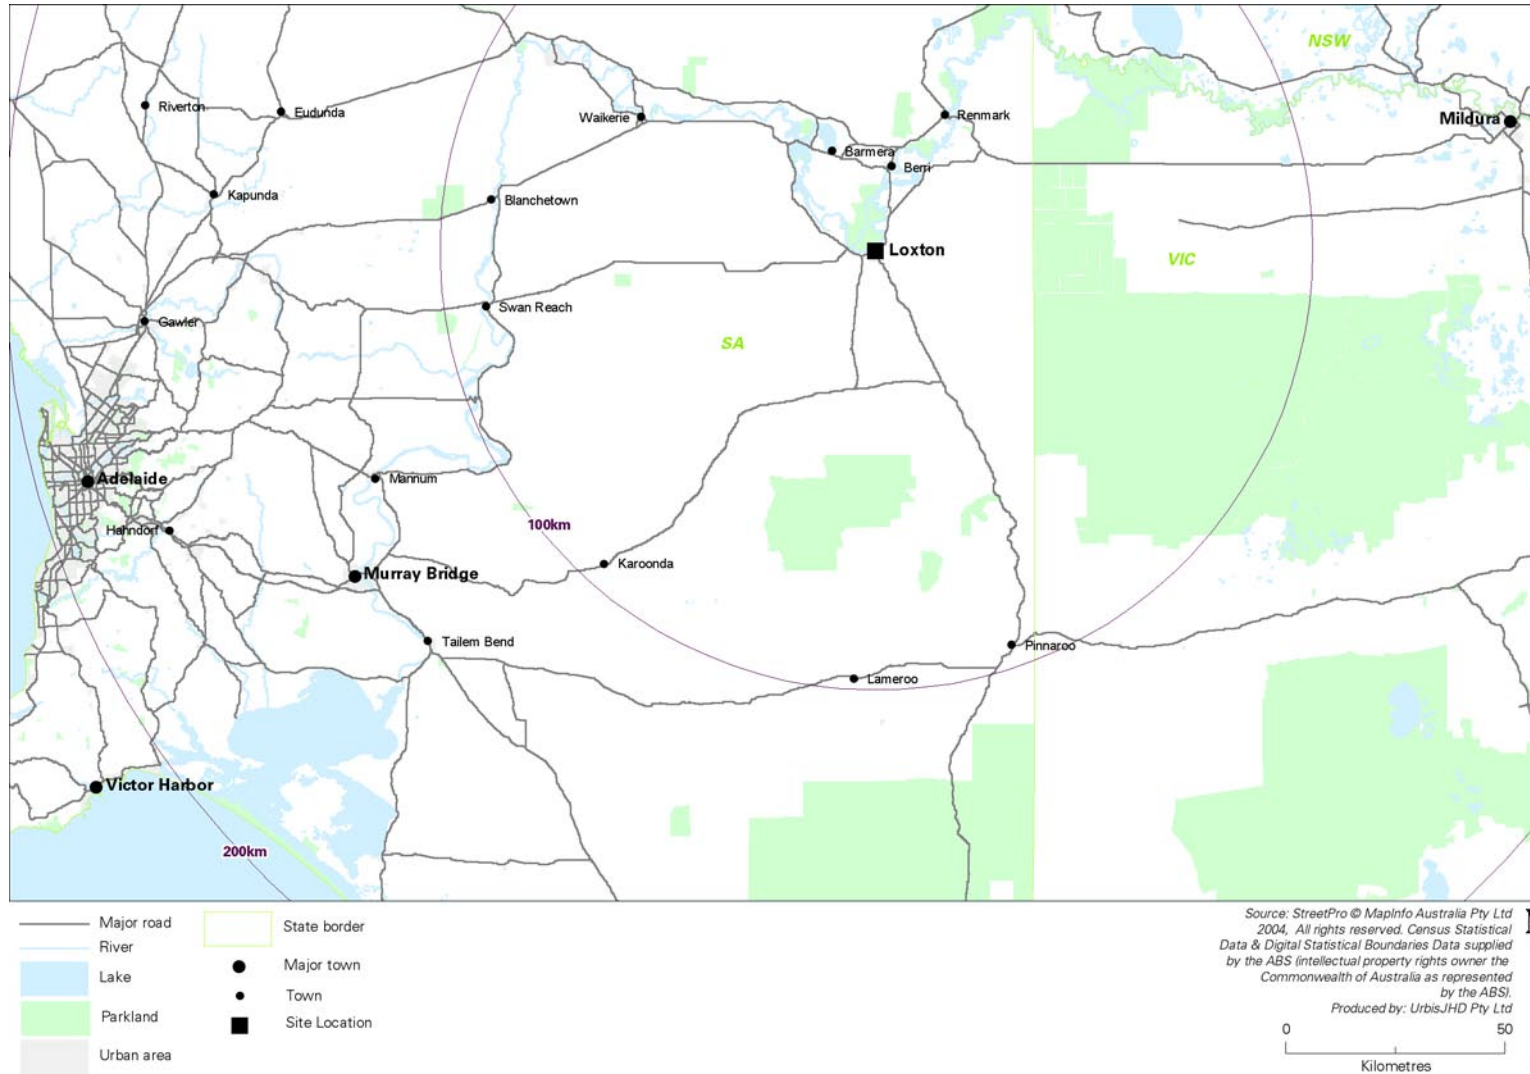 NSW
Riverton
Eudunda
Waikerie
Renmark
Mildura
Barmera
Berri
Kapunda
Blanchetown
Loxton
VIC
Swan Reach
Gawler
SA
Adelaide
Mannum
Hahndorf
100km
Karoonda
Murray Bridge
Tailem Bend
Pinnaroo
Lameroo
Victor Harbor
200km
Major road
River
Lake
Parkland
Urban area
State border
Major town
Town
Site Location
Source: StreetPro © MapInfo Australia Pty Ltd
2004, All rights reserved. Census Statistical
Data & Digital Statistical Boundaries Data supplied
by the ABS (intellectual property rights owner the
Commonwealth of Australia as represented
by the ABS).
Produced by: UrbisJHD Pty Ltd
0 50
Kilometres